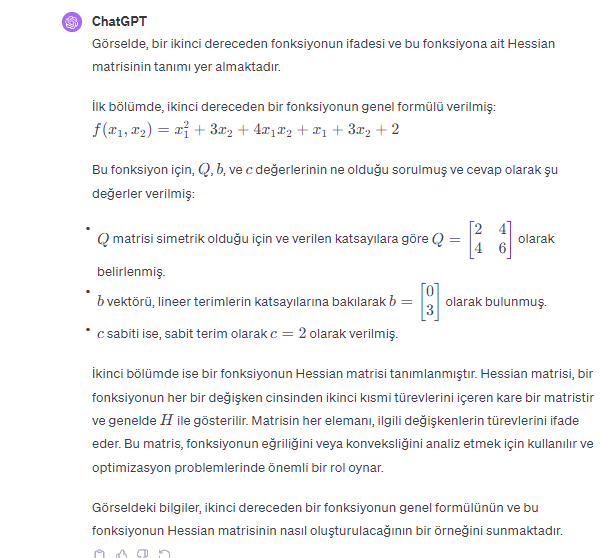 ChatGPT
Görselde, bir ikinci dereceden fonksiyonun ifadesi ve bu fonksiyona ait Hessian
matrisinin tanımı yer almaktadır.
İlk bölümde, ikinci dereceden bir fonksiyonun genel formülü verilmiş:
f(x₁, x₂) = x₁² + 3x₂ + 4x₁x₂ + x₁ + 3x₂ + 2
Bu fonksiyon için, Q, b, ve c değerlerinin ne olduğu sorulmuş ve cevap olarak şu
değerler verilmiş:
• Q matrisi simetrik olduğu için ve verilen katsayılara göre Q = [2 4; 4 6] olarak
belirlenmiş.
• b vektörü, lineer terimlerin katsayılarına bakılarak b = [0; 3] olarak bulunmuş.
• c sabiti ise, sabit terim olarak c = 2 olarak verilmiş.
İkinci bölümde ise bir fonksiyonun Hessian matrisi tanımlanmıştır. Hessian matrisi, bir
fonksiyonun her bir değişken cinsinden ikinci kısmi türevlerini içeren kare bir matristir
ve genelde H ile gösterilir. Matrisin her elemanı, ilgili değişkenlerin türevlerini ifade
eder. Bu matris, fonksiyonun eğriliğini veya konveksliğini analiz etmek için kullanılır ve
optimizasyon problemlerinde önemli bir rol oynar.
Görseldeki bilgiler, ikinci dereceden bir fonksiyonun genel formülünün ve bu
fonksiyonun Hessian matrisinin nasıl oluşturulacağının bir örneğini sunmaktadır.